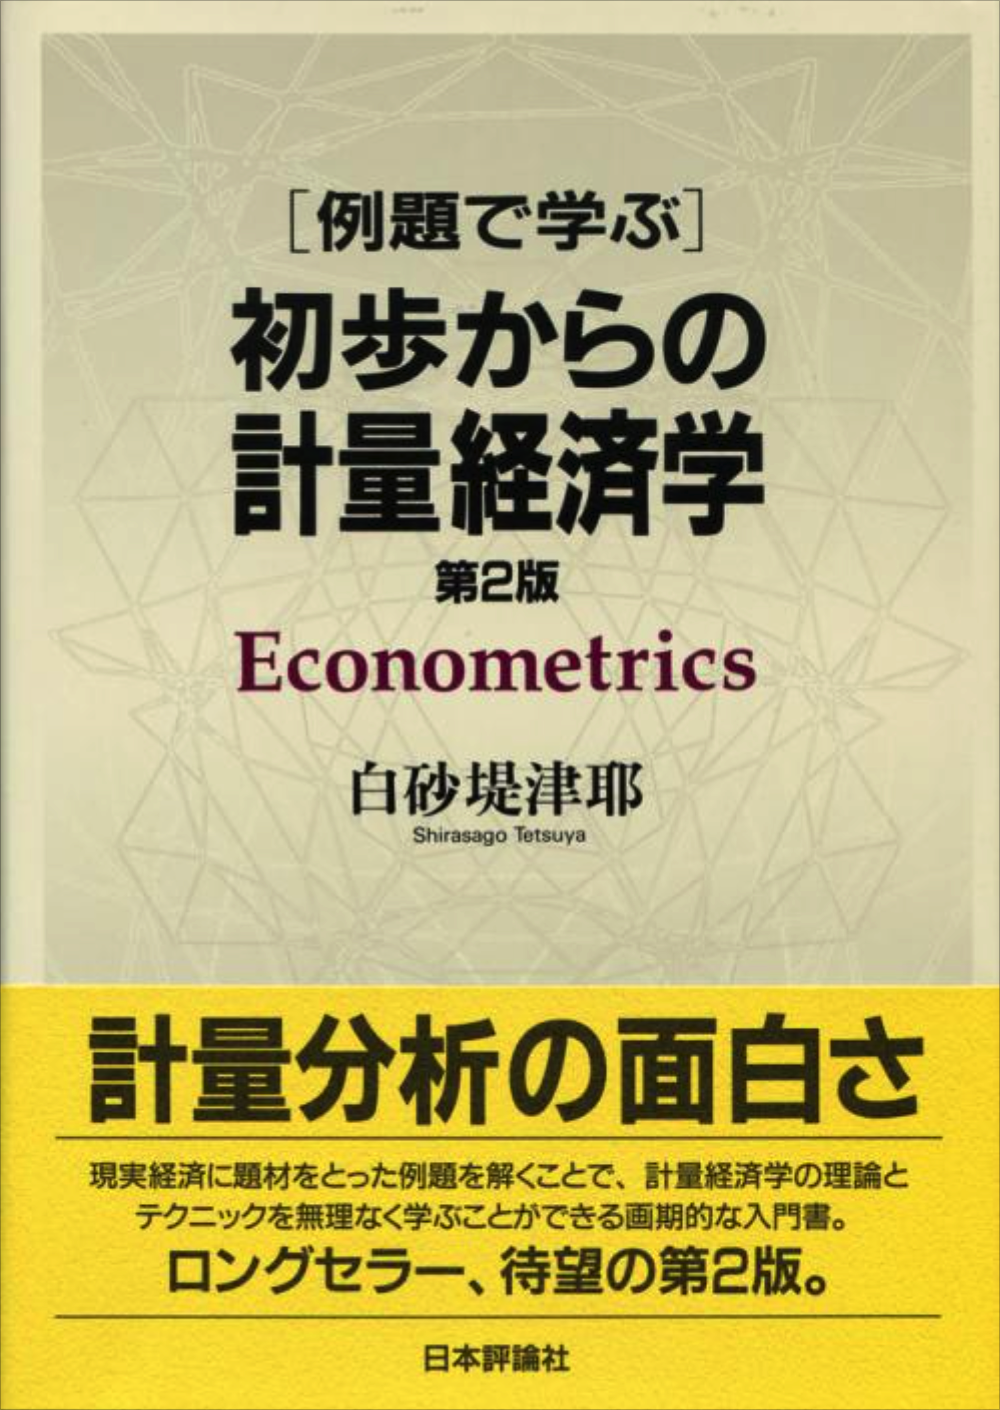 [例題で学ぶ]
初歩からの
計量経済学
第2版
Econometrics
白砂堤津耶
Shirasago Tetsuya
計量分析の面白さ
現実経済に題材をとった例題を解くことで、計量経済学の理論と
テクニックを無理なく学ぶことができる画期的な入門書。
ロングセラー、待望の第2版。
日本評論社